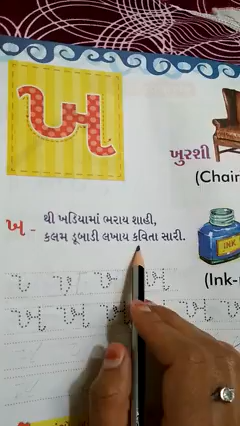 ખ
ખુરશી
(Chair
ખ - થી ખડિયામાં ભરાય શાહી,
કલમ ડૂબાડી લખાય કવિતા સારી.
INK
(Ink-
ખ ખ ખ ખ ખ